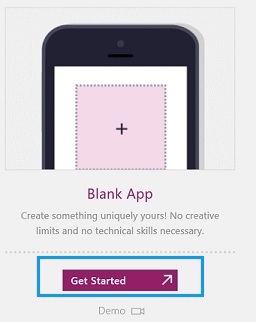 Blank App
Create something uniquely yours! No creative
limits and no technical skills necessary.
Get Started
Demo